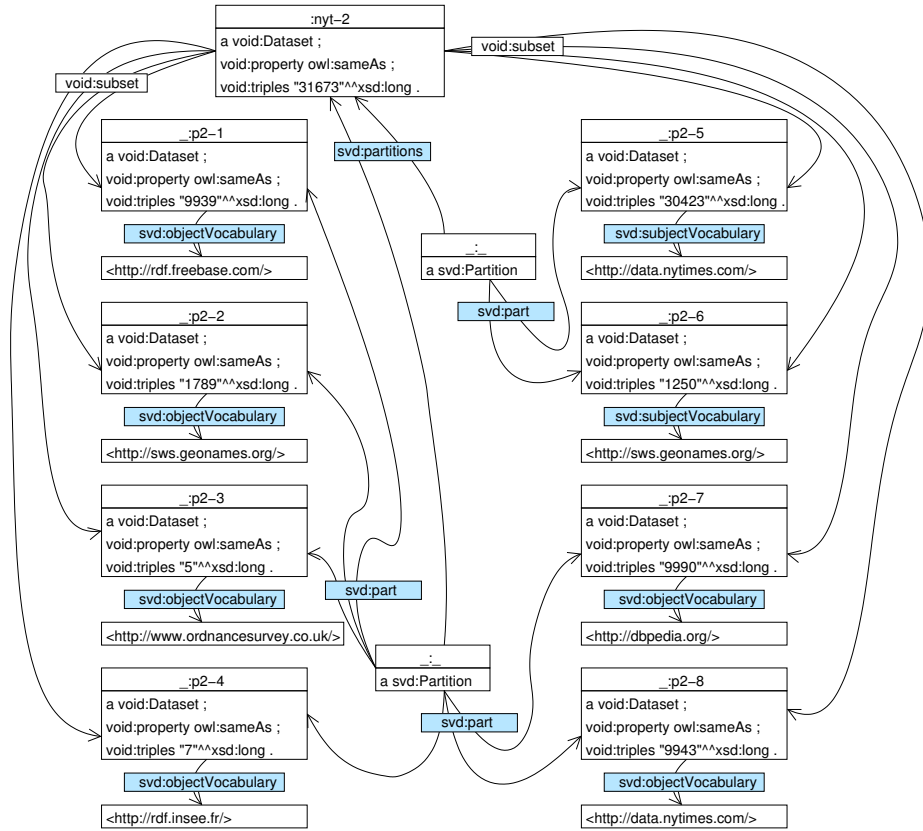 :nyt−2
a void:Dataset ;
void:property owl:sameAs ;
void:triples "31673"^^xsd:long .
void:subset
void:subset
_:p2−1
a void:Dataset ;
void:property owl:sameAs ;
void:triples "9939"^^xsd:long .
svd:objectVocabulary
<http://rdf.freebase.com/>
_:p2−2
a void:Dataset ;
void:property owl:sameAs ;
void:triples "1789"^^xsd:long .
svd:objectVocabulary
<http://sws.geonames.org/>
_:p2−3
a void:Dataset ;
void:property owl:sameAs ;
void:triples "5"^^xsd:long .
svd:objectVocabulary
<http://www.ordnancesurvey.co.uk/>
_:p2−4
a void:Dataset ;
void:property owl:sameAs ;
void:triples "7"^^xsd:long .
svd:objectVocabulary
<http://rdf.insee.fr/>
svd:partitions
_:_
a svd:Partition
svd:part
svd:part
_:_
a svd:Partition
svd:part
_:p2−5
a void:Dataset ;
void:property owl:sameAs ;
void:triples "30423"^^xsd:long .
svd:subjectVocabulary
<http://data.nytimes.com/>
_:p2−6
a void:Dataset ;
void:property owl:sameAs ;
void:triples "1250"^^xsd:long .
svd:subjectVocabulary
<http://sws.geonames.org/>
_:p2−7
a void:Dataset ;
void:property owl:sameAs ;
void:triples "9990"^^xsd:long .
svd:objectVocabulary
<http://dbpedia.org/>
_:p2−8
a void:Dataset ;
void:property owl:sameAs ;
void:triples "9943"^^xsd:long .
svd:objectVocabulary
<http://data.nytimes.com/>